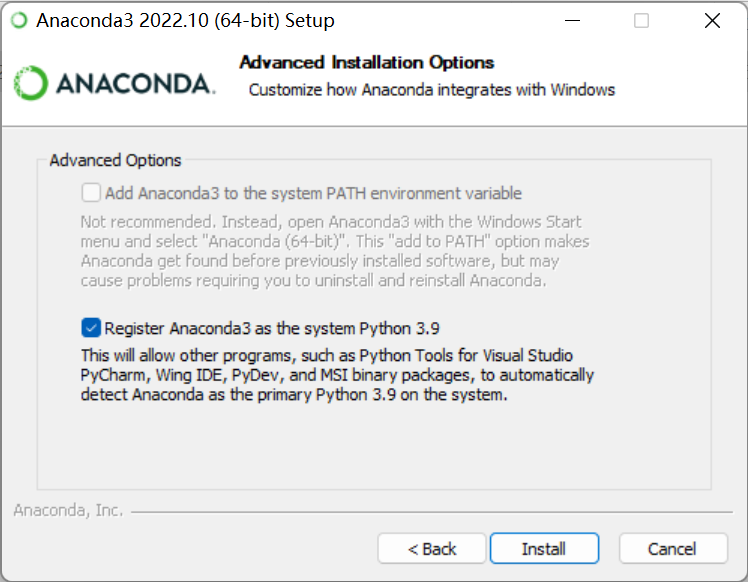 Anaconda3 2022.10 (64-bit) Setup
Advanced Installation Options
ANACONDA.
Customize how Anaconda integrates with Windows
Advanced Options
Add Anaconda3 to the system PATH environment variable
Not recommended. Instead, open Anaconda3 with the Windows Start
menu and select "Anaconda (64-bit)". This "add to PATH" option makes
Anaconda get found before previously installed software, but may
cause problems requiring you to uninstall and reinstall Anaconda.
Register Anaconda3 as the system Python 3.9
This will allow other programs, such as Python Tools for Visual Studio
PyCharm, Wing IDE, PyDev, and MSI binary packages, to automatically
detect Anaconda as the primary Python 3.9 on the system.
Anaconda, Inc.
< Back Install Cancel